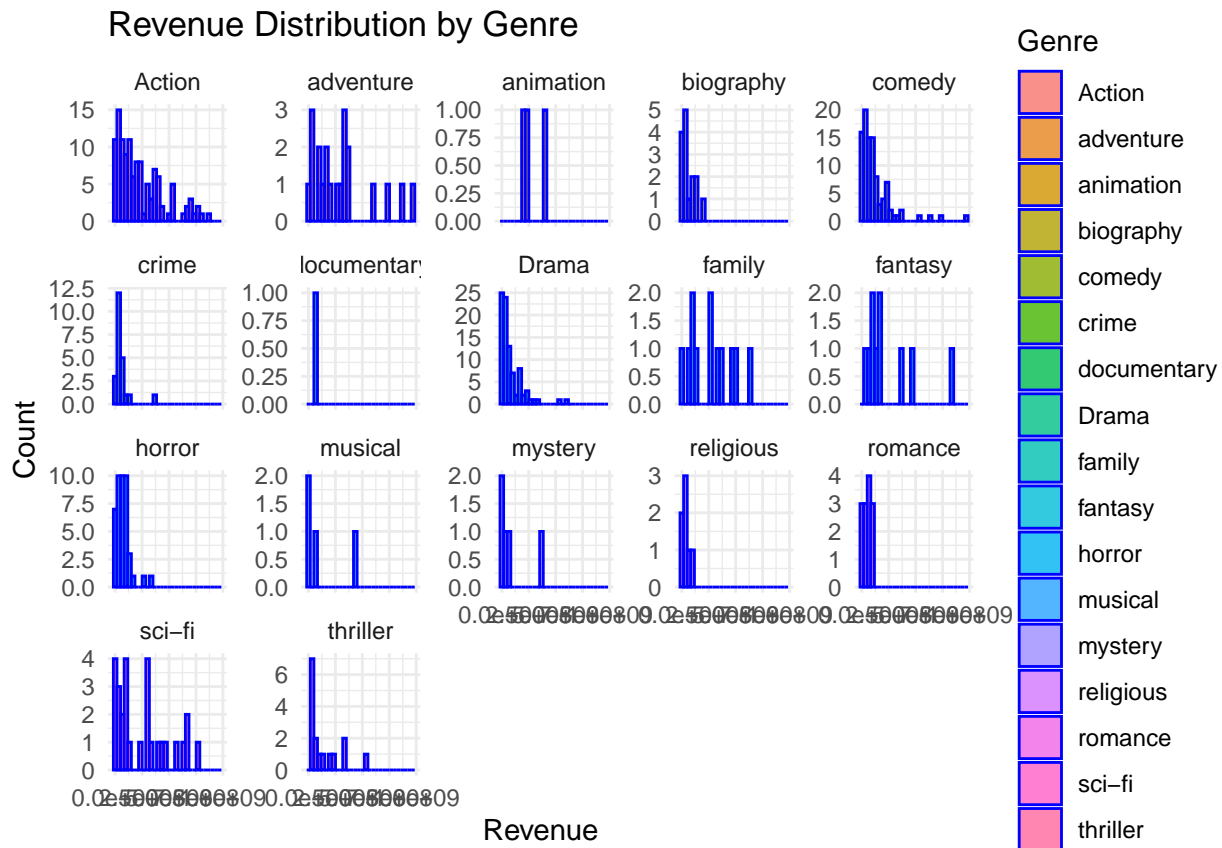 Revenue Distribution by Genre
Action adventure animation biography comedy
15 3 1.00 5 20
10 2 0.75 4 15
5 1 0.50 3 10
0 0 0.25 2 5
0.00 1 0
0
crime locumentary Drama family fantasy
12.5 1.00 25 2.0 2.0
10.0 0.75 20 1.5 1.5
7.5 0.50 15 1.0 1.0
5.0 0.25 10 0.5 0.5
2.5 0.00 5 0.0 0.0
0.0 0
horror musical mystery religious romance
10.0 2.0 2.0 3 4
7.5 1.5 1.5 2 3
5.0 1.0 1.0 1 2
2.5 0.5 0.5 0 1
0.0 0.0 0.0 0
sci−fi thriller
4 6
3 4
2 2
1 0
0
Count
Revenue
Genre
Action
adventure
animation
biography
comedy
crime
documentary
Drama
family
fantasy
horror
musical
mystery
religious
romance
sci−fi
thriller